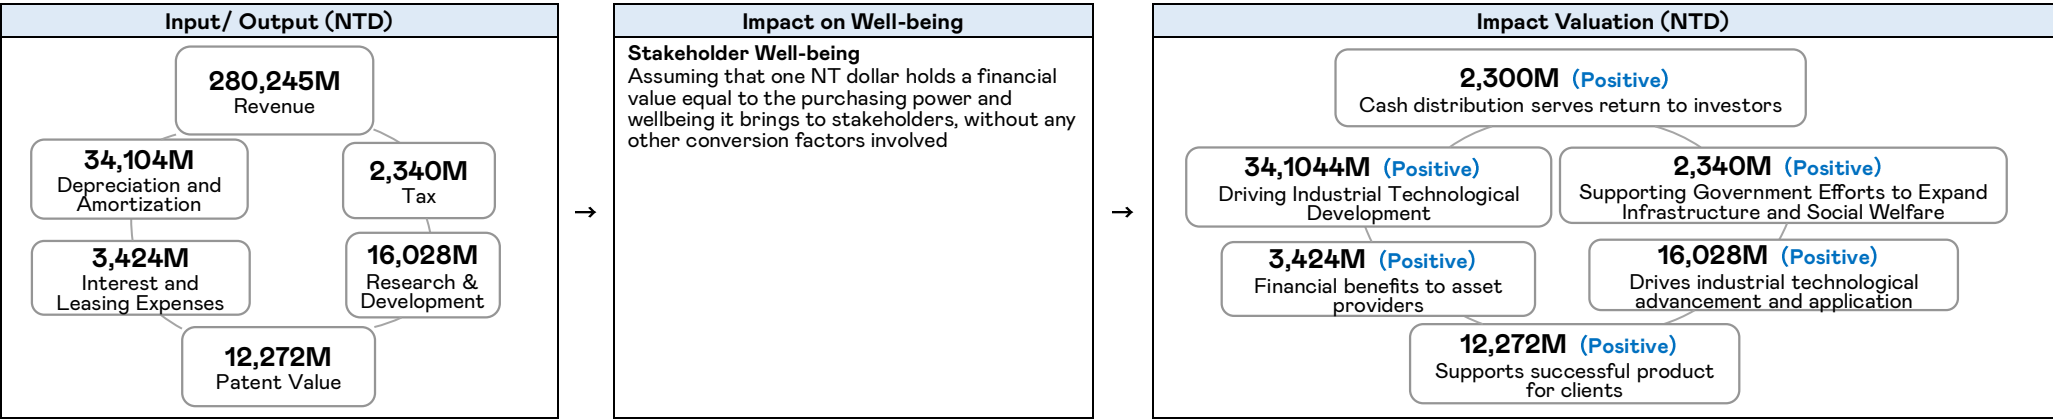 Input/ Output (NTD)
280,245M
Revenue
34,104M
Depreciation and
Amortization
2,340M
Tax
3,424M
Interest and
Leasing Expenses
16,028M
Research &
Development
12,272M
Patent Value
→
Impact on Well-being
Stakeholder Well-being
Assuming that one NT dollar holds a financial
value equal to the purchasing power and
wellbeing it brings to stakeholders, without any
other conversion factors involved
→
Impact Valuation (NTD)
2,300M (Positive)
Cash distribution serves return to investors
34,1044M (Positive)
Driving Industrial Technological
Development
2,340M (Positive)
Supporting Government Efforts to Expand
Infrastructure and Social Welfare
3,424M (Positive)
Financial benefits to asset
providers
16,028M (Positive)
Drives industrial technological
advancement and application
12,272M (Positive)
Supports successful product
for clients